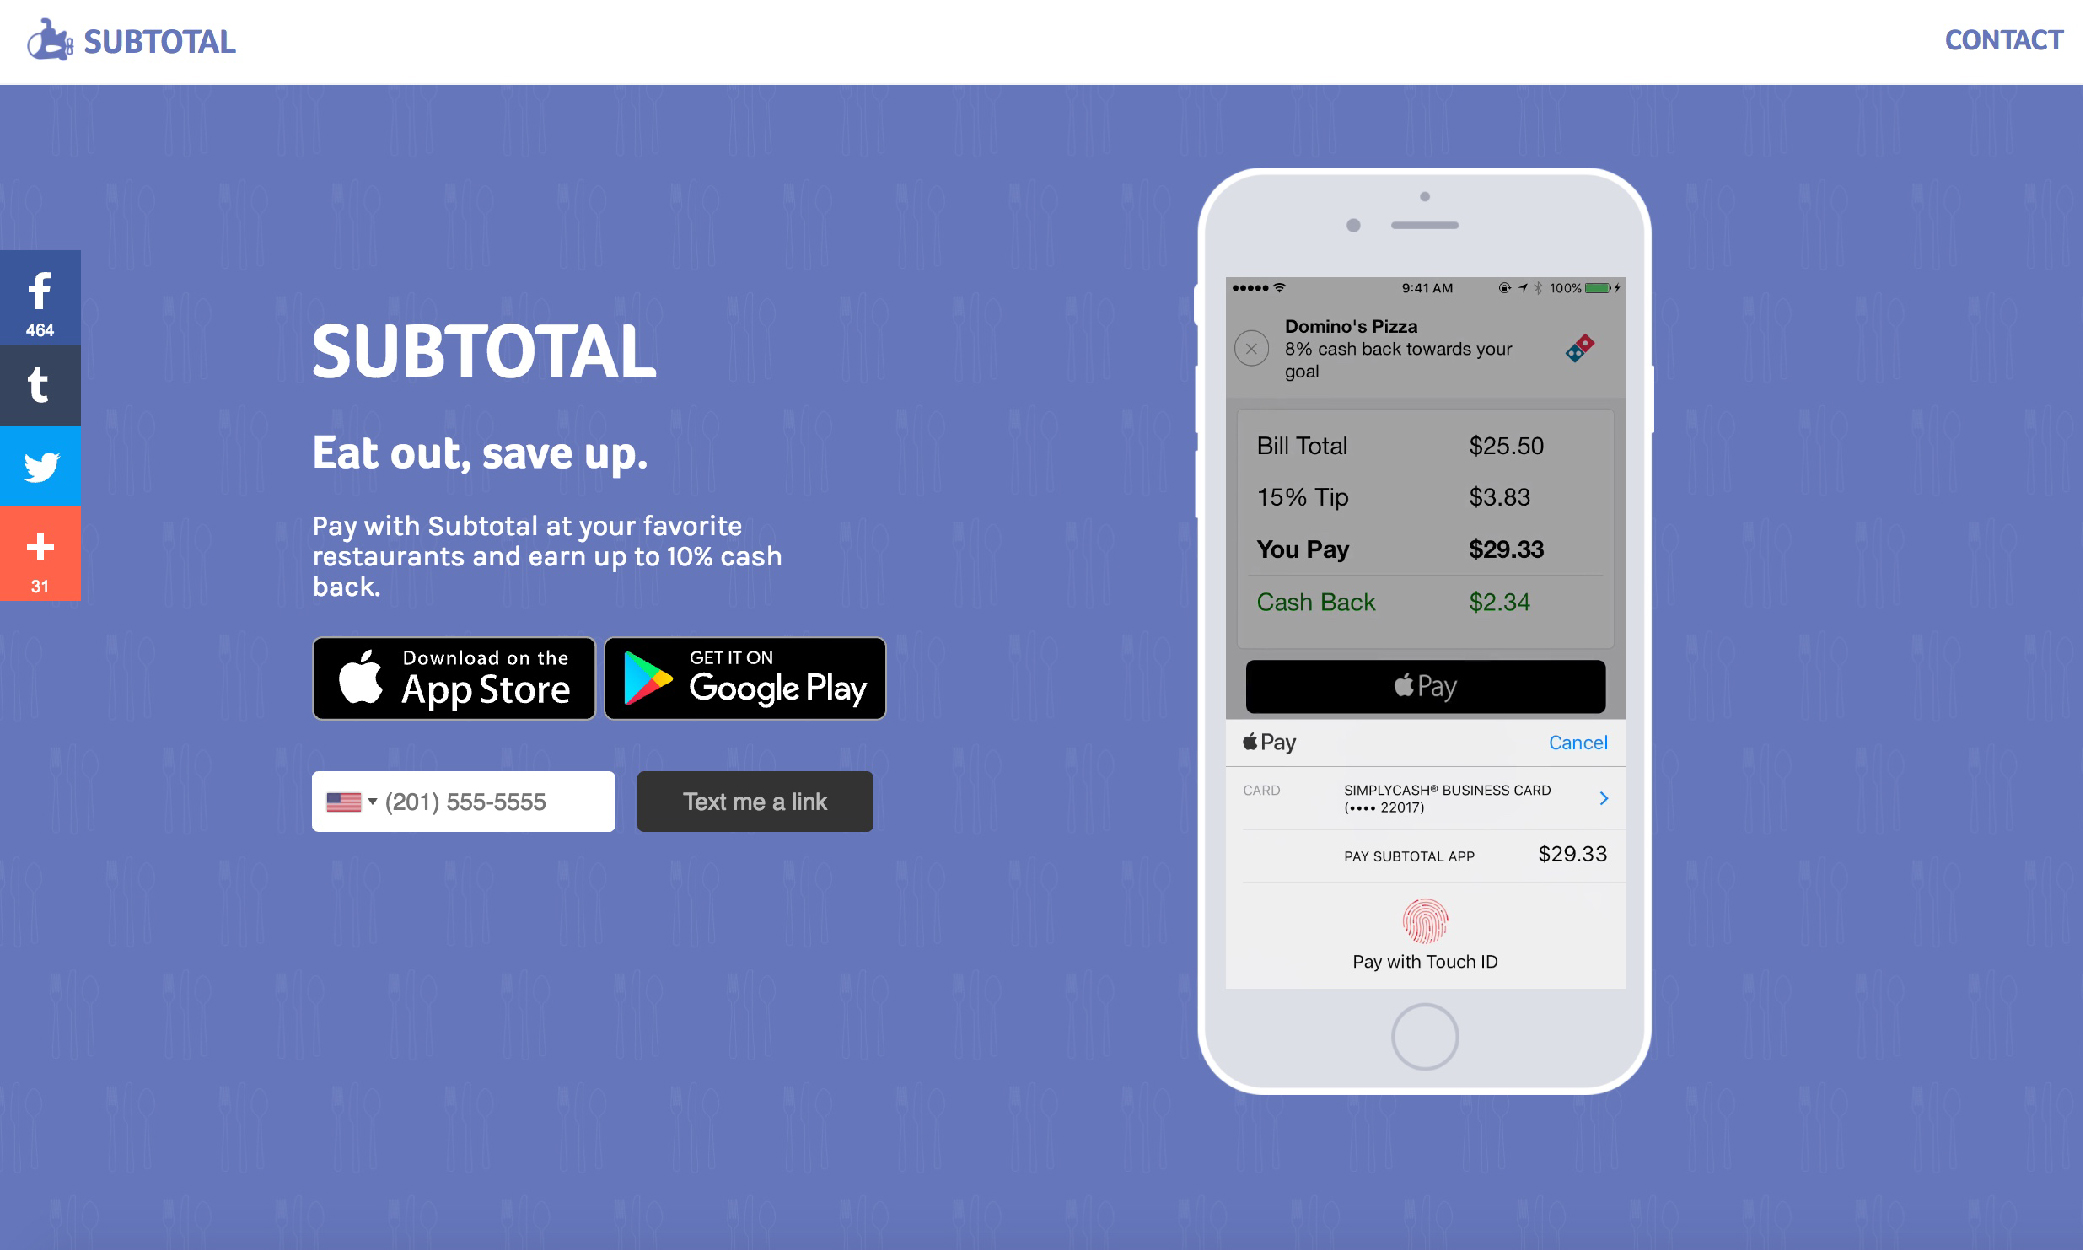 SUBTOTAL
CONTACT
f
464
t
+
31
SUBTOTAL
Eat out, save up.
Pay with Subtotal at your favorite
restaurants and earn up to 10% cash
back.
Download on the
App Store
GET IT ON
Google Play
(201) 555-5555
Text me a link
9:41 AM
100%
Domino's Pizza
8% cash back towards your
goal
Bill Total $25.50
15% Tip $3.83
You Pay $29.33
Cash Back $2.34
Pay
Pay
Cancel
CARD
SIMPLYCASH® BUSINESS CARD
(•••• 22017)
PAY SUBTOTAL APP $29.33
Pay with Touch ID